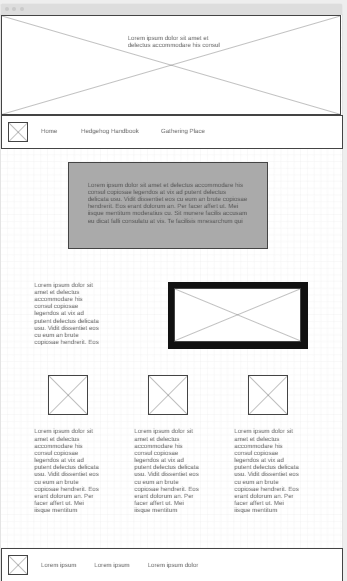 Lorem ipsum dolor sit amet et
delectus accommodare his consul
Home Hedgehog Handbook Gathering Place
Lorem ipsum dolor sit amet et delectus accommodare his
consul copiosae legendos at vix ad putent delectus
delicata usu. Vidit dissentiet eos cu eum an brute copiosae
hendrerit. Eos erant dolorum an. Per facer affert ut. Mei
iisque mentitum moderatius cu. Sit munere facilis accusam
eu dicat falli consulatu at vis. Te facilisis mnesarchum qui
Lorem ipsum dolor sit
amet et delectus
accommodare his
consul copiosae
legendos at vix ad
putent delectus delicata
usu. Vidit dissentiet eos
cu eum an brute
copiosae hendrerit. Eos
Lorem ipsum dolor sit
amet et delectus
accommodare his
consul copiosae
legendos at vix ad
putent delectus delicata
usu. Vidit dissentiet eos
cu eum an brute
copiosae hendrerit. Eos
erant dolorum an. Per
facer affert ut. Mei
iisque mentitum
Lorem ipsum dolor sit
amet et delectus
accommodare his
consul copiosae
legendos at vix ad
putent delectus delicata
usu. Vidit dissentiet eos
cu eum an brute
copiosae hendrerit. Eos
erant dolorum an. Per
facer affert ut. Mei
iisque mentitum
Lorem ipsum dolor sit
amet et delectus
accommodare his
consul copiosae
legendos at vix ad
putent delectus delicata
usu. Vidit dissentiet eos
cu eum an brute
copiosae hendrerit. Eos
erant dolorum an. Per
facer affert ut. Mei
iisque mentitum
Lorem ipsum Lorem ipsum Lorem ipsum dolor